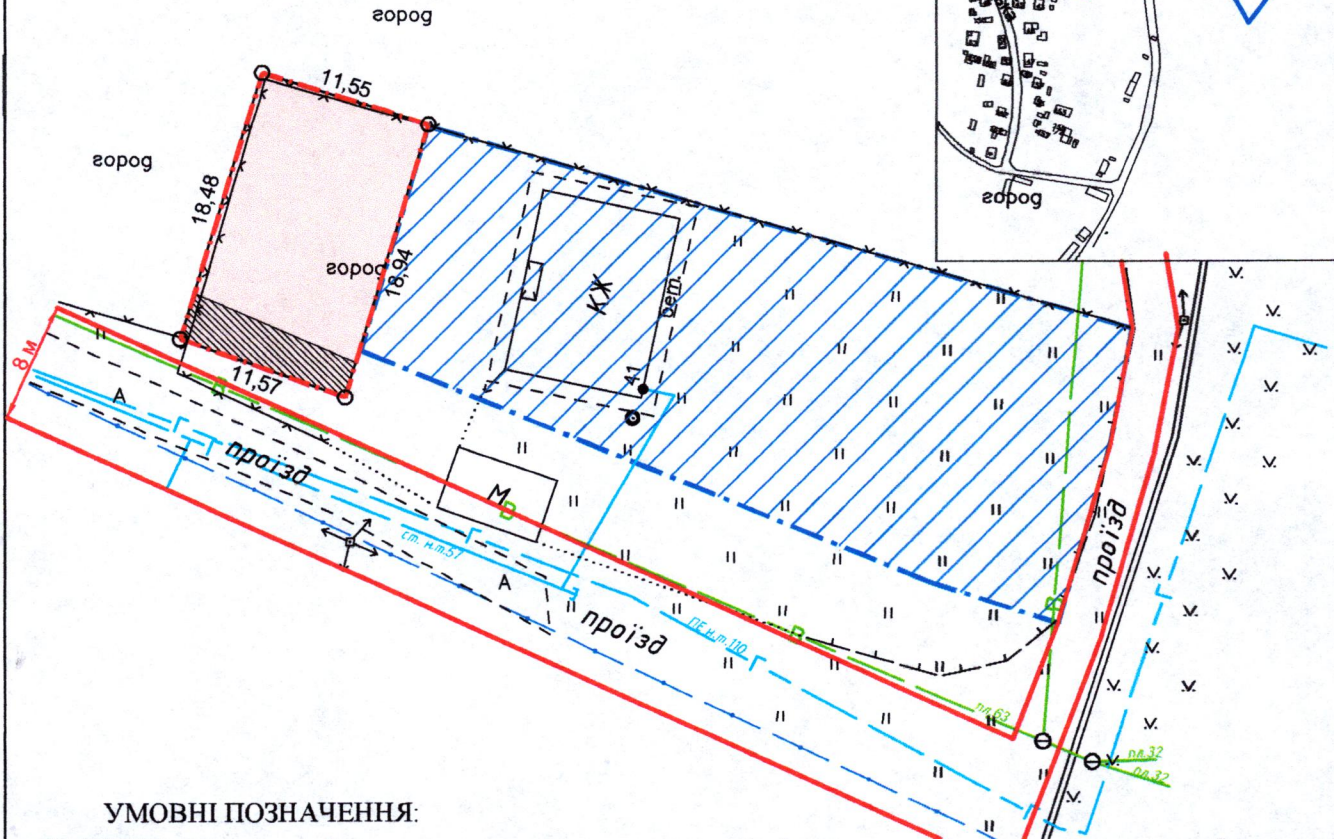 город
11,55
город
18,48
18,94
город
город
КЖ
бет.
41
8 м
11,57
В
А
проїзд
М
В
ст. н.т.57
А
проїзд
ПЕ н.т.110
В
В
проїзд
пл.63
пл.32
пл.32
УМОВНІ ПОЗНАЧЕННЯ: